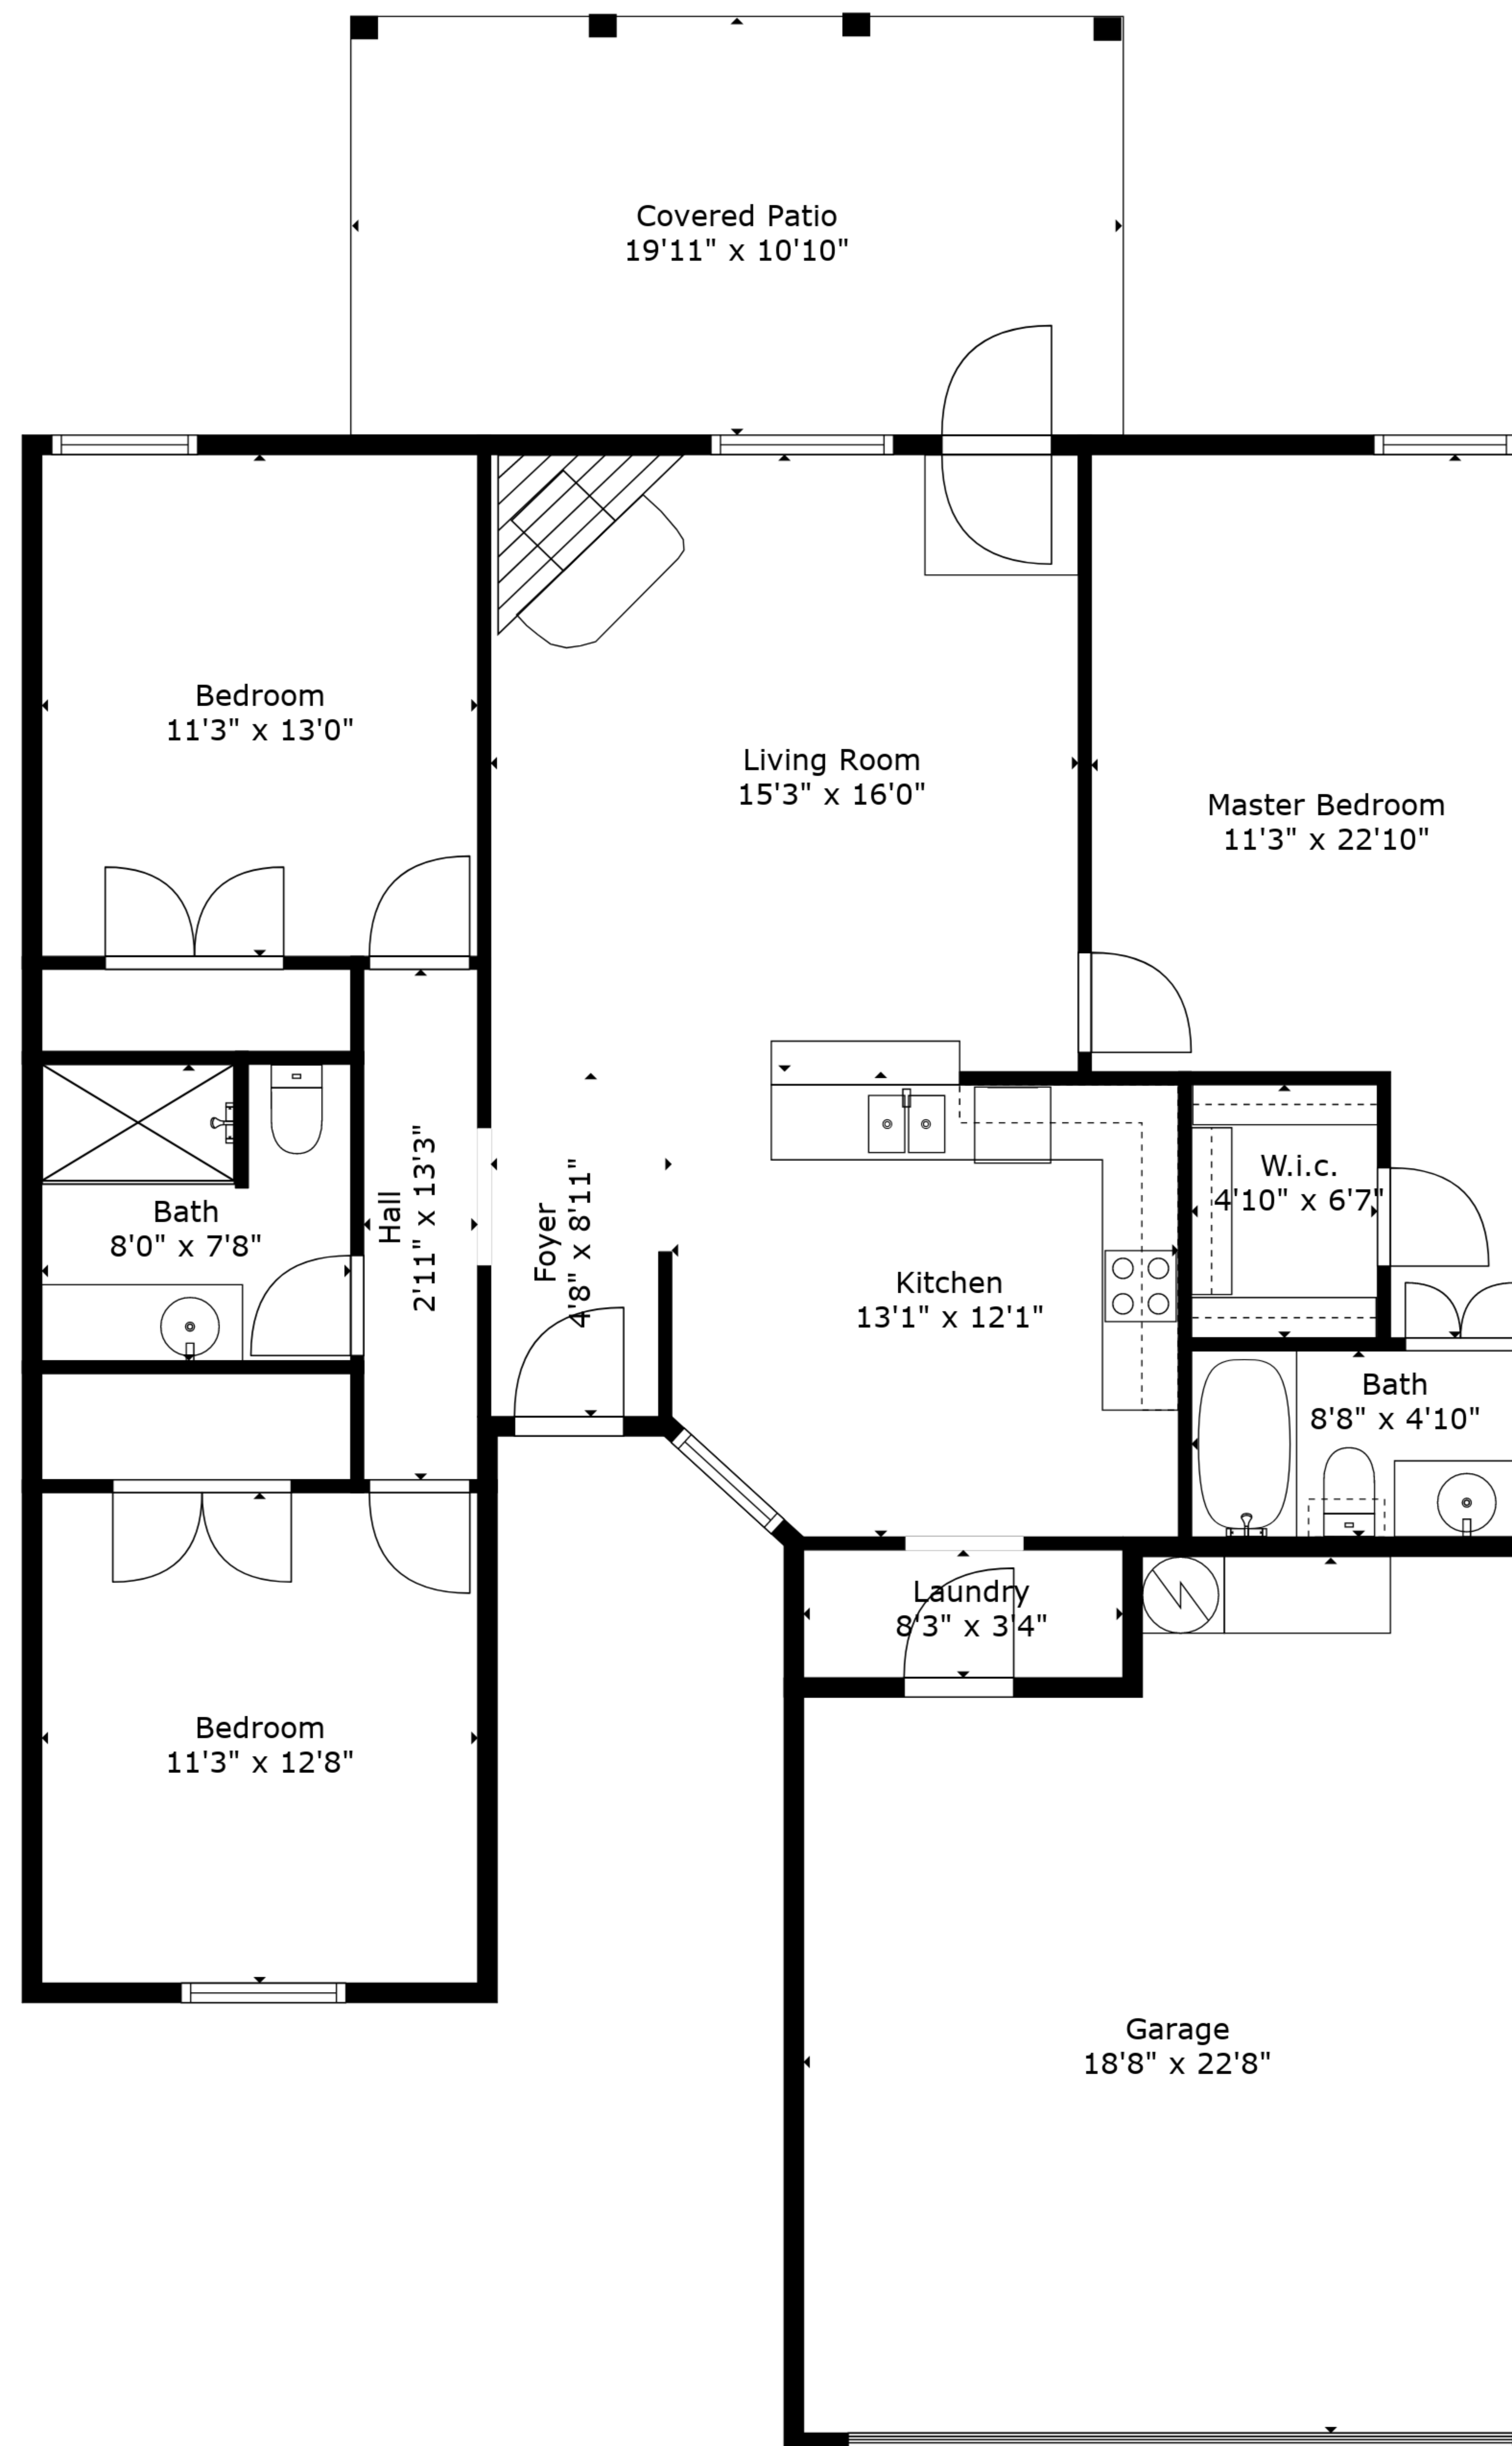 Covered Patio
19'11" x 10'10"
Bedroom
11'3" x 13'0"
Living Room
15'3" x 16'0"
Master Bedroom
11'3" x 22'10"
Bath
8'0" x 7'8"
Hall
2'11" x 13'3"
Foyer
4'8" x 8'11"
Kitchen
13'1" x 12'1"
W.i.c.
4'10" x 6'7"
Bath
8'8" x 4'10"
Laundry
8'3" x 3'4"
Bedroom
11'3" x 12'8"
Garage
18'8" x 22'8"